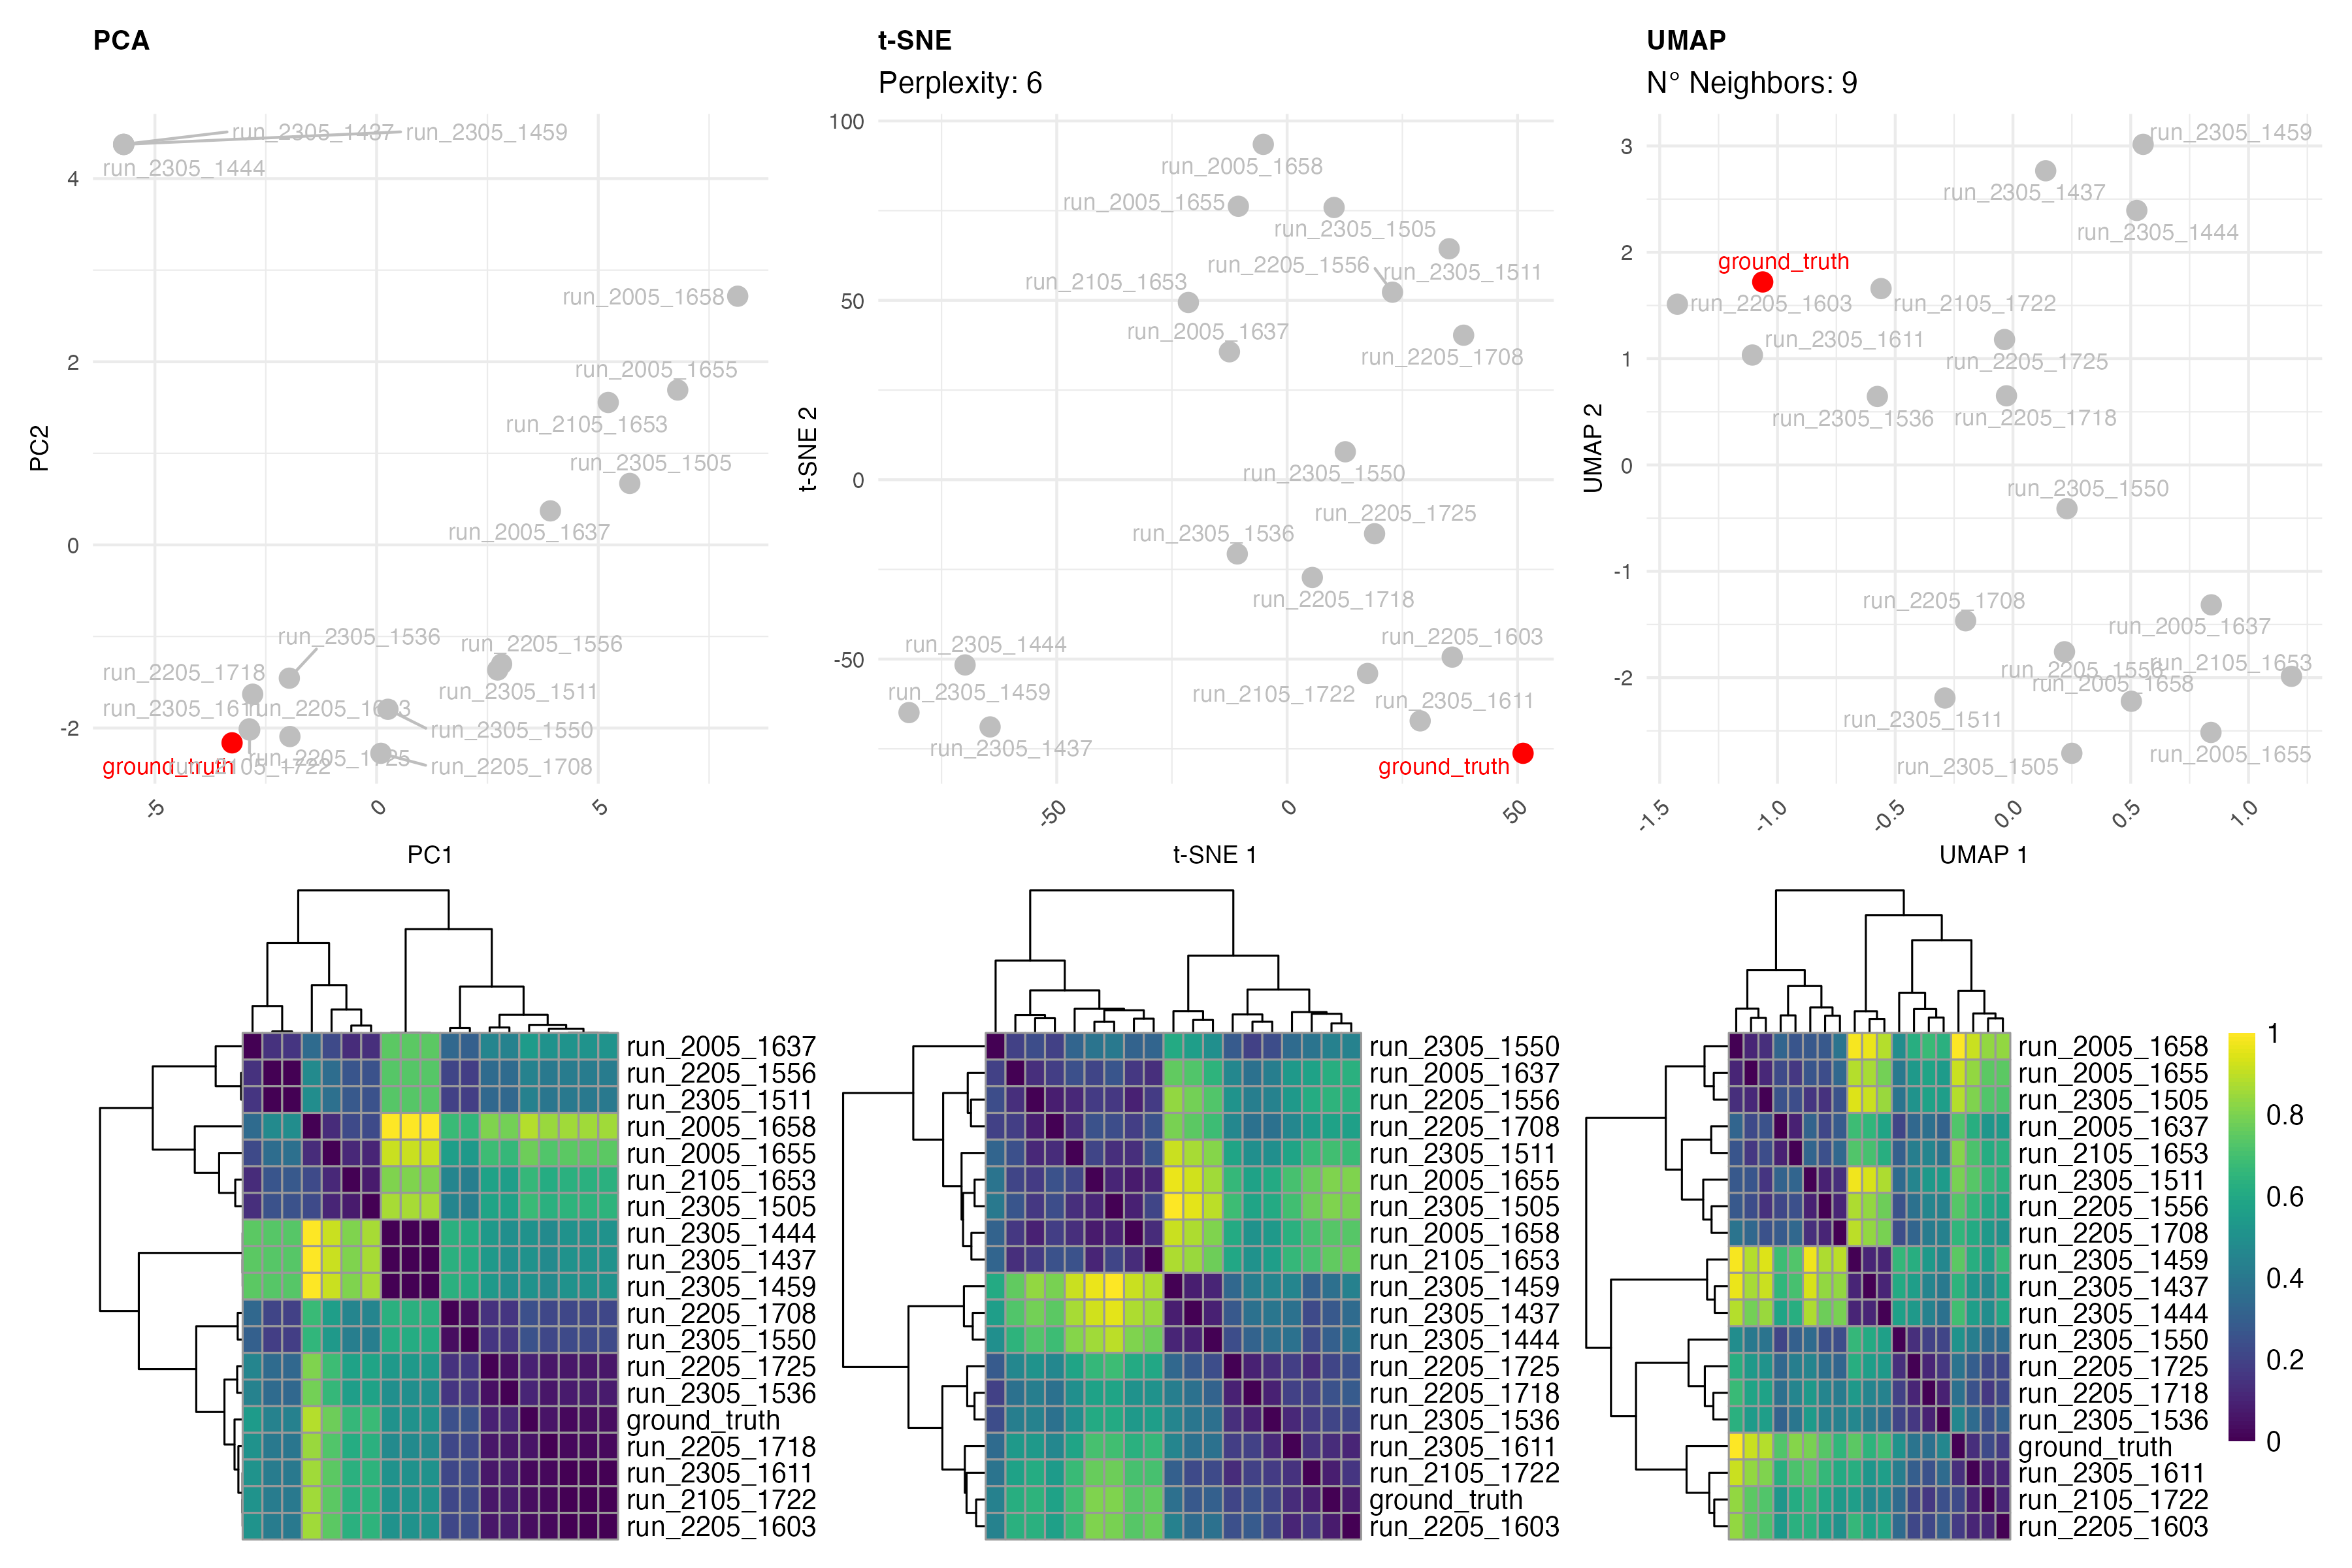 PCA
run_2305_1437
run_2305_1459
run_2305_1444
run_2005_1658
run_2005_1655
run_2105_1653
run_2305_1505
run_2005_1637
run_2305_1536
run_2205_1556
run_2205_1718
run_2305_1511
run_2305_1611
run_2205_1603
run_2305_1550
run_2205_1725
ground_truth
run_2105_1722
run_2205_1708
4
2
0
-2
PC2
-5
0
5
PC1
t-SNE
Perplexity: 6
run_2005_1658
run_2005_1655
run_2305_1505
run_2205_1556
run_2305_1511
run_2105_1653
run_2005_1637
run_2205_1708
run_2305_1550
run_2205_1725
run_2305_1536
run_2205_1718
run_2205_1603
run_2305_1444
run_2305_1459
run_2105_1722
run_2305_1611
run_2305_1437
ground_truth
100
50
0
-50
t-SNE 2
-50
0
50
t-SNE 1
UMAP
N° Neighbors: 9
run_2305_1459
run_2305_1437
run_2305_1444
ground_truth
run_2205_1603
run_2105_1722
run_2305_1611
run_2205_1725
run_2305_1536
run_2205_1718
run_2305_1550
run_2205_1708
run_2005_1637
run_2205_1556
run_2105_1653
run_2005_1658
run_2305_1511
run_2005_1655
run_2305_1505
3
2
1
0
-1
-2
UMAP 2
-1.5
-1.0
-0.5
0.0
0.5
1.0
UMAP 1
run_2005_1637
run_2205_1556
run_2305_1511
run_2005_1658
run_2005_1655
run_2105_1653
run_2305_1505
run_2305_1444
run_2305_1437
run_2305_1459
run_2205_1708
run_2305_1550
run_2205_1725
run_2305_1536
ground_truth
run_2205_1718
run_2305_1611
run_2105_1722
run_2205_1603
run_2305_1550
run_2005_1637
run_2205_1556
run_2205_1708
run_2305_1511
run_2005_1655
run_2305_1505
run_2005_1658
run_2105_1653
run_2305_1459
run_2305_1437
run_2305_1444
run_2205_1725
run_2205_1718
run_2305_1536
run_2305_1611
run_2105_1722
ground_truth
run_2205_1603
run_2005_1658
run_2005_1655
run_2305_1505
run_2005_1637
run_2105_1653
run_2305_1511
run_2205_1556
run_2205_1708
run_2305_1459
run_2305_1437
run_2305_1444
run_2305_1550
run_2205_1725
run_2205_1718
run_2305_1536
ground_truth
run_2305_1611
run_2105_1722
run_2205_1603
1
0.8
0.6
0.4
0.2
0